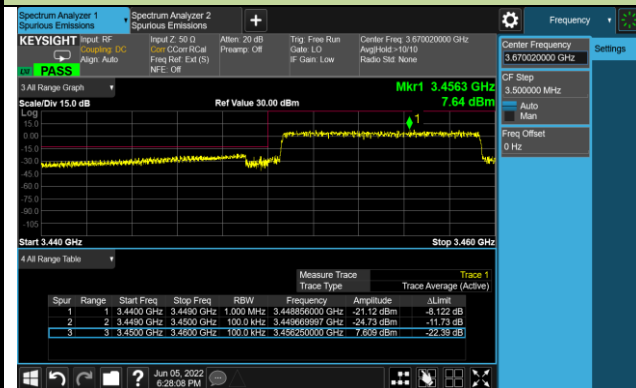 Spectrum Analyzer 1
Spurious Emissions
Spectrum Analyzer 2
Spurious Emissions
+
Frequency
KEYSIGHT
Input: RF
Coupling: DC
Align: Auto
Input Z: 50 Ω
Corr CCorr RCal
Freq Ref: Ext (S)
NFE: Off
Atten: 20 dB
Preamp: Off
Trig: Free Run
Gate: LO
IF Gain: Low
Center Freq: 3.670020000 GHz
Avg|Hold:>10/10
Radio Std: None
PASS
Center Frequency
3.670020000 GHz
Settings
CF Step
3.500000 MHz
Auto
Man
Freq Offset
0 Hz
3 All Range Graph
Mkr1 3.4563 GHz
7.64 dBm
Scale/Div 15.0 dB
Ref Value 30.00 dBm
Log
15.0
0.00
-15.0
-30.0
-45.0
-60.0
-75.0
-90.0
-105
1
Start 3.440 GHz
Stop 3.460 GHz
4 All Range Table
Measure Trace Trace 1
Trace Type Trace Average (Active)
Spur Range Start Freq Stop Freq RBW Frequency Amplitude ΔLimit
1 1 3.4400 GHz 3.4490 GHz 1.000 MHz 3.448856000 GHz -21.12 dBm -8.122 dB
2 2 3.4490 GHz 3.4500 GHz 100.0 kHz 3.449669997 GHz -24.73 dBm -11.73 dB
3 3 3.4500 GHz 3.4600 GHz 100.0 kHz 3.456250000 GHz 7.609 dBm -22.39 dB
?
Jun 05, 2022
6:28:08 PM